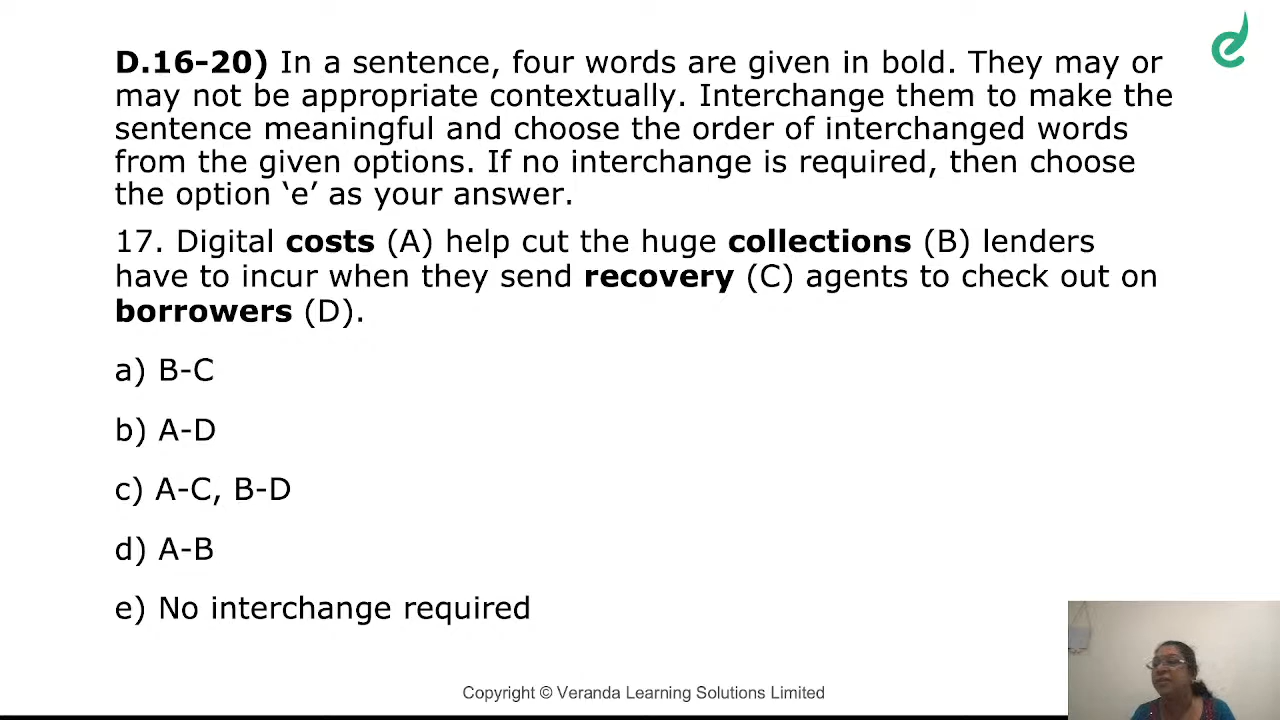 D.16-20) In a sentence, four words are given in bold. They may or
may not be appropriate contextually. Interchange them to make the
sentence meaningful and choose the order of interchanged words
from the given options. If no interchange is required, then choose
the option ‘e’ as your answer.
17. Digital costs (A) help cut the huge collections (B) lenders
have to incur when they send recovery (C) agents to check out on
borrowers (D).
a) B-C
b) A-D
c) A-C, B-D
d) A-B
e) No interchange required
Copyright © Veranda Learning Solutions Limited